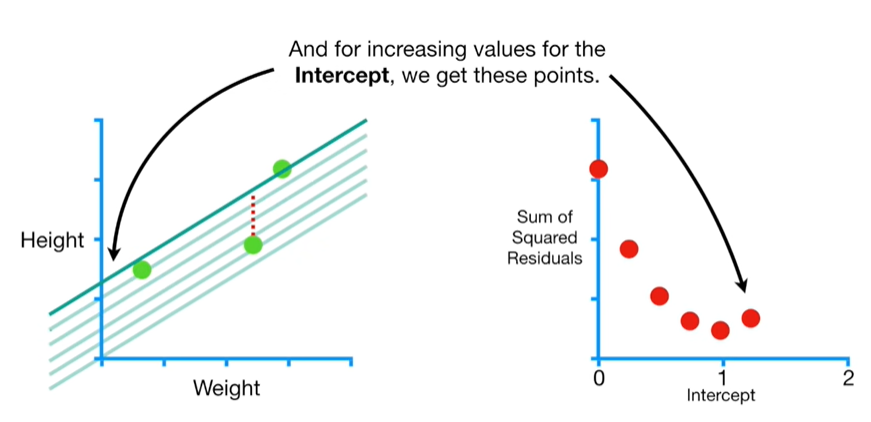 And for increasing values for the
Intercept, we get these points.
Height
Weight
Sum of
Squared
Residuals
0
1
2
Intercept